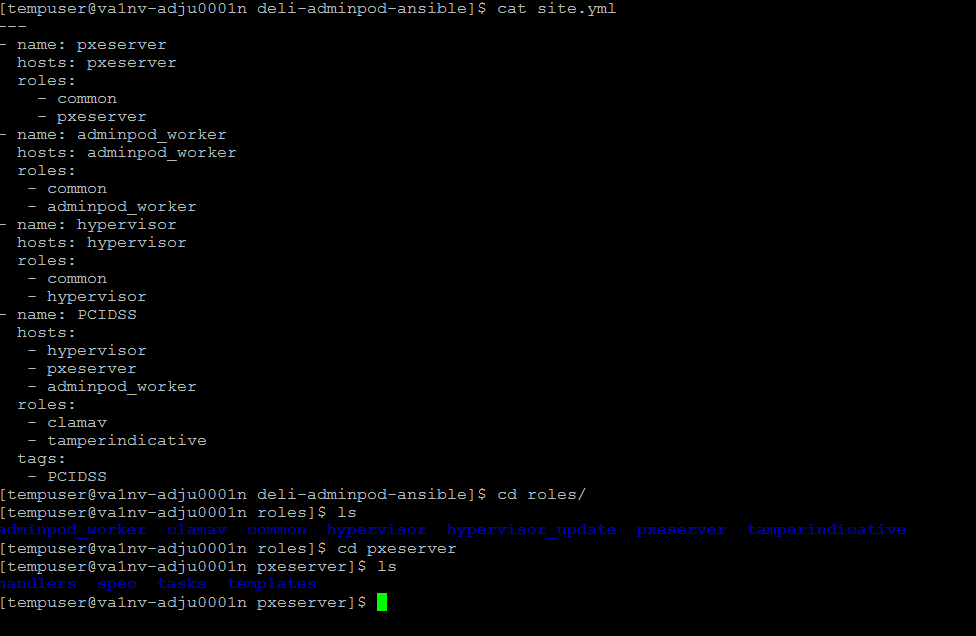 [tempuser@va1nv-adju0001n deli-adminpod-ansible]$ cat site.yml
---
- name: pxeserver
  hosts: pxeserver
  roles:
    - common
    - pxeserver
- name: adminpod_worker
  hosts: adminpod_worker
  roles:
   - common
   - adminpod_worker
- name: hypervisor
  hosts: hypervisor
  roles:
   - common
   - hypervisor
- name: PCIDSS
  hosts:
   - hypervisor
   - pxeserver
   - adminpod_worker
  roles:
   - clamav
   - tamperindicative
  tags:
   - PCIDSS
[tempuser@va1nv-adju0001n deli-adminpod-ansible]$ cd roles/
[tempuser@va1nv-adju0001n roles]$ ls
adminpod_worker  clamav  common  hypervisor  hypervisor_update  pxeserver  tamperindicative
[tempuser@va1nv-adju0001n roles]$ cd pxeserver
[tempuser@va1nv-adju0001n pxeserver]$ ls
handlers  spec  tasks  templates
[tempuser@va1nv-adju0001n pxeserver]$